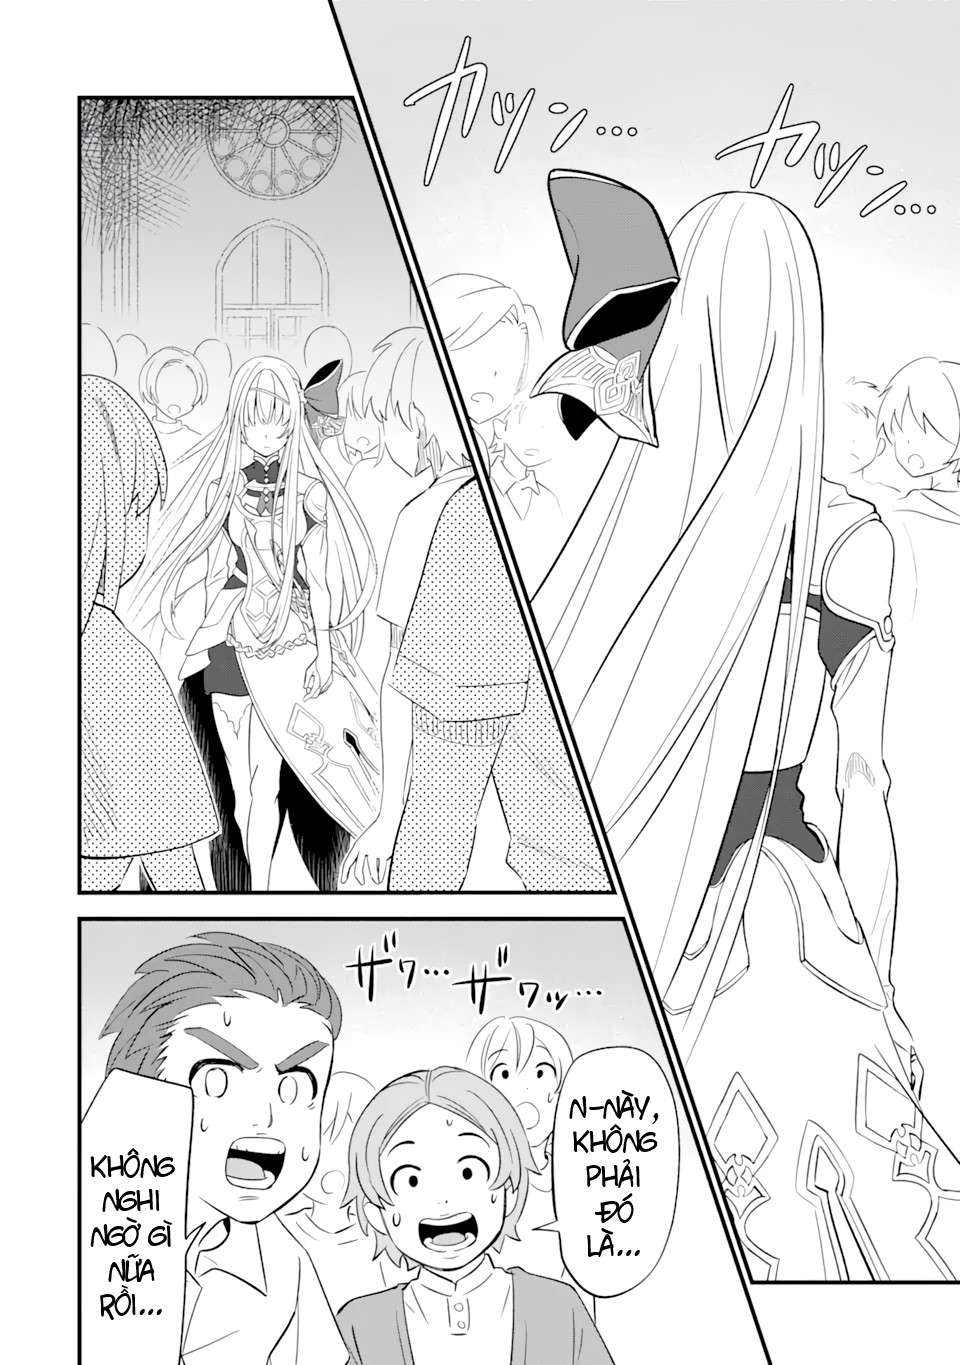 カツン…
カツン…
ザワ…
ザワッ…
N-NÀY,
KHÔNG
PHẢI
ĐÓ
LÀ...
KHÔNG
NGHI
NGỜ GÌ
NỮA
RỒI...